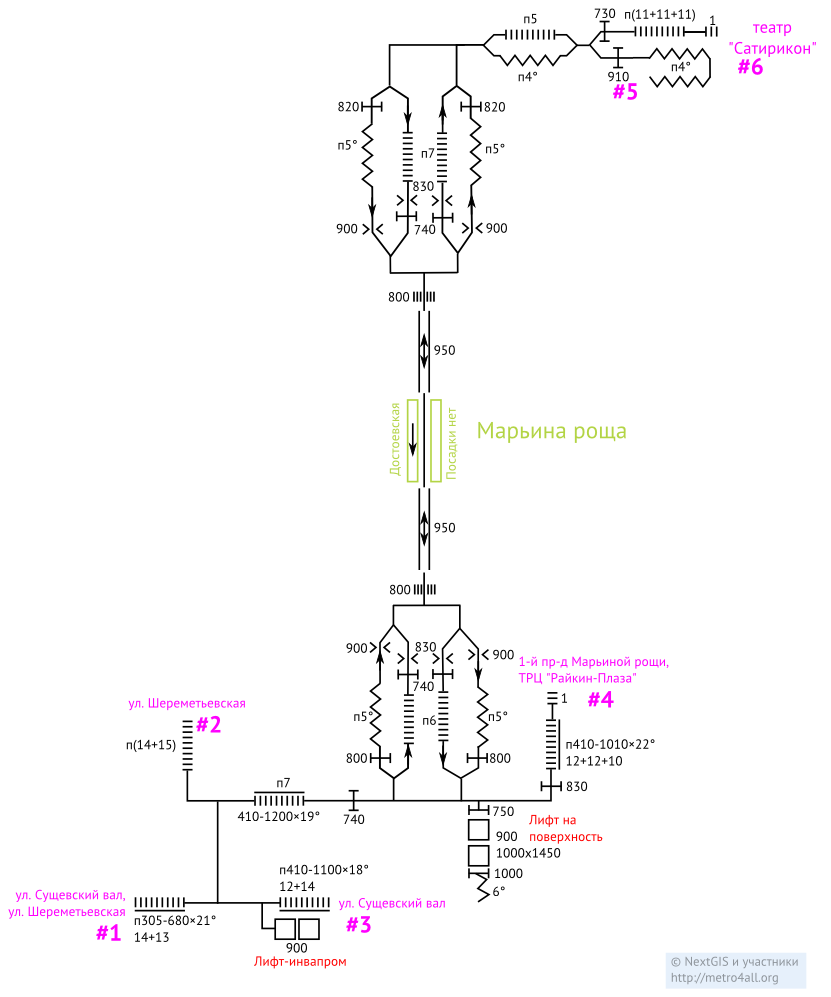 п5
730
п(11+11+11)
1
театр
"Сатирикон"
#6
п4°
910
п4°
#5
820
820
п5°
п7
п5°
830
900
740
900
800
950
Достоевская
Посадки нет
Марьина роща
950
800
900
830
900
1-й пр-д Марьиной рощи,
ТРЦ "Райкин-Плаза"
#4
740
1
ул. Шереметьевская
#2
п5°
п6
п5°
п(14+15)
п410-1010×22°
12+12+10
800
800
830
п7
410-1200×19°
740
750
Лифт на
поверхность
900
1000x1450
1000
6°
п410-1100×18°
12+14
ул. Сущевский вал,
ул. Шереметьевская
#1
п305-680×21°
14+13
ул. Сущевский вал
#3
900
Лифт-инвапром
© NextGIS и участники
http://metro4all.org